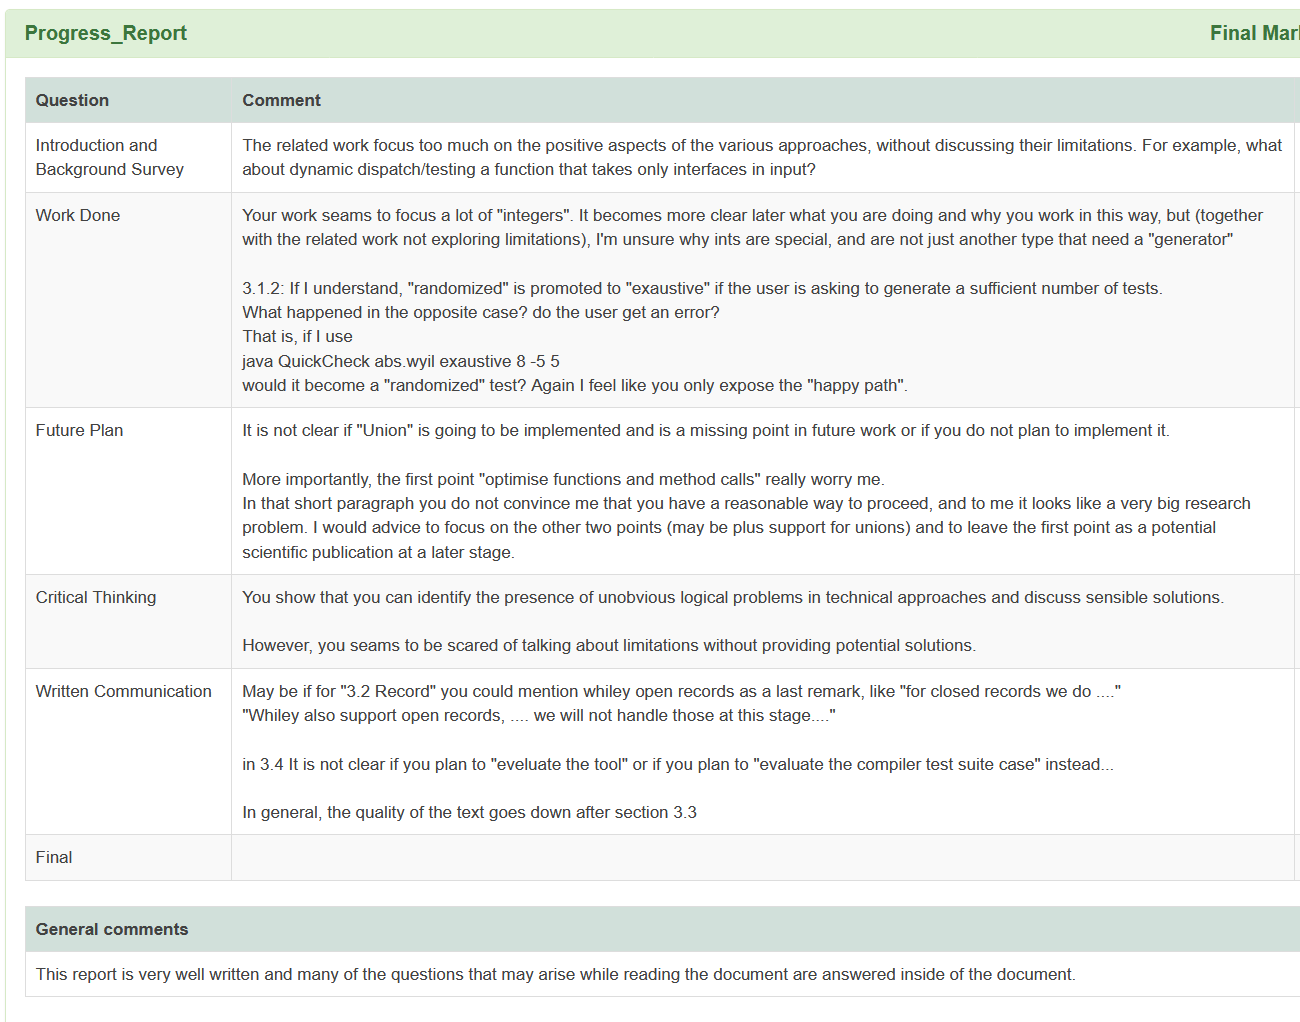 Progress_Report
Final Mar
Question
Comment
Introduction and
Background Survey
The related work focus too much on the positive aspects of the various approaches, without discussing their limitations. For example, what
about dynamic dispatch/testing a function that takes only interfaces in input?
Work Done
Your work seams to focus a lot of "integers". It becomes more clear later what you are doing and why you work in this way, but (together
with the related work not exploring limitations), I'm unsure why ints are special, and are not just another type that need a "generator"
3.1.2: If I understand, "randomized" is promoted to "exaustive" if the user is asking to generate a sufficient number of tests.
What happened in the opposite case? do the user get an error?
That is, if I use
java QuickCheck abs.wyil exaustive 8 -5 5
would it become a "randomized" test? Again I feel like you only expose the "happy path".
Future Plan
It is not clear if "Union" is going to be implemented and is a missing point in future work or if you do not plan to implement it.
More importantly, the first point "optimise functions and method calls" really worry me.
In that short paragraph you do not convince me that you have a reasonable way to proceed, and to me it looks like a very big research
problem. I would advice to focus on the other two points (may be plus support for unions) and to leave the first point as a potential
scientific publication at a later stage.
Critical Thinking
You show that you can identify the presence of unobvious logical problems in technical approaches and discuss sensible solutions.
However, you seams to be scared of talking about limitations without providing potential solutions.
Written Communication
May be if for "3.2 Record" you could mention whiley open records as a last remark, like "for closed records we do ...."
"Whiley also support open records, .... we will not handle those at this stage...."
in 3.4 It is not clear if you plan to "eveluate the tool" or if you plan to "evaluate the compiler test suite case" instead...
In general, the quality of the text goes down after section 3.3
Final
General comments
This report is very well written and many of the questions that may arise while reading the document are answered inside of the document.